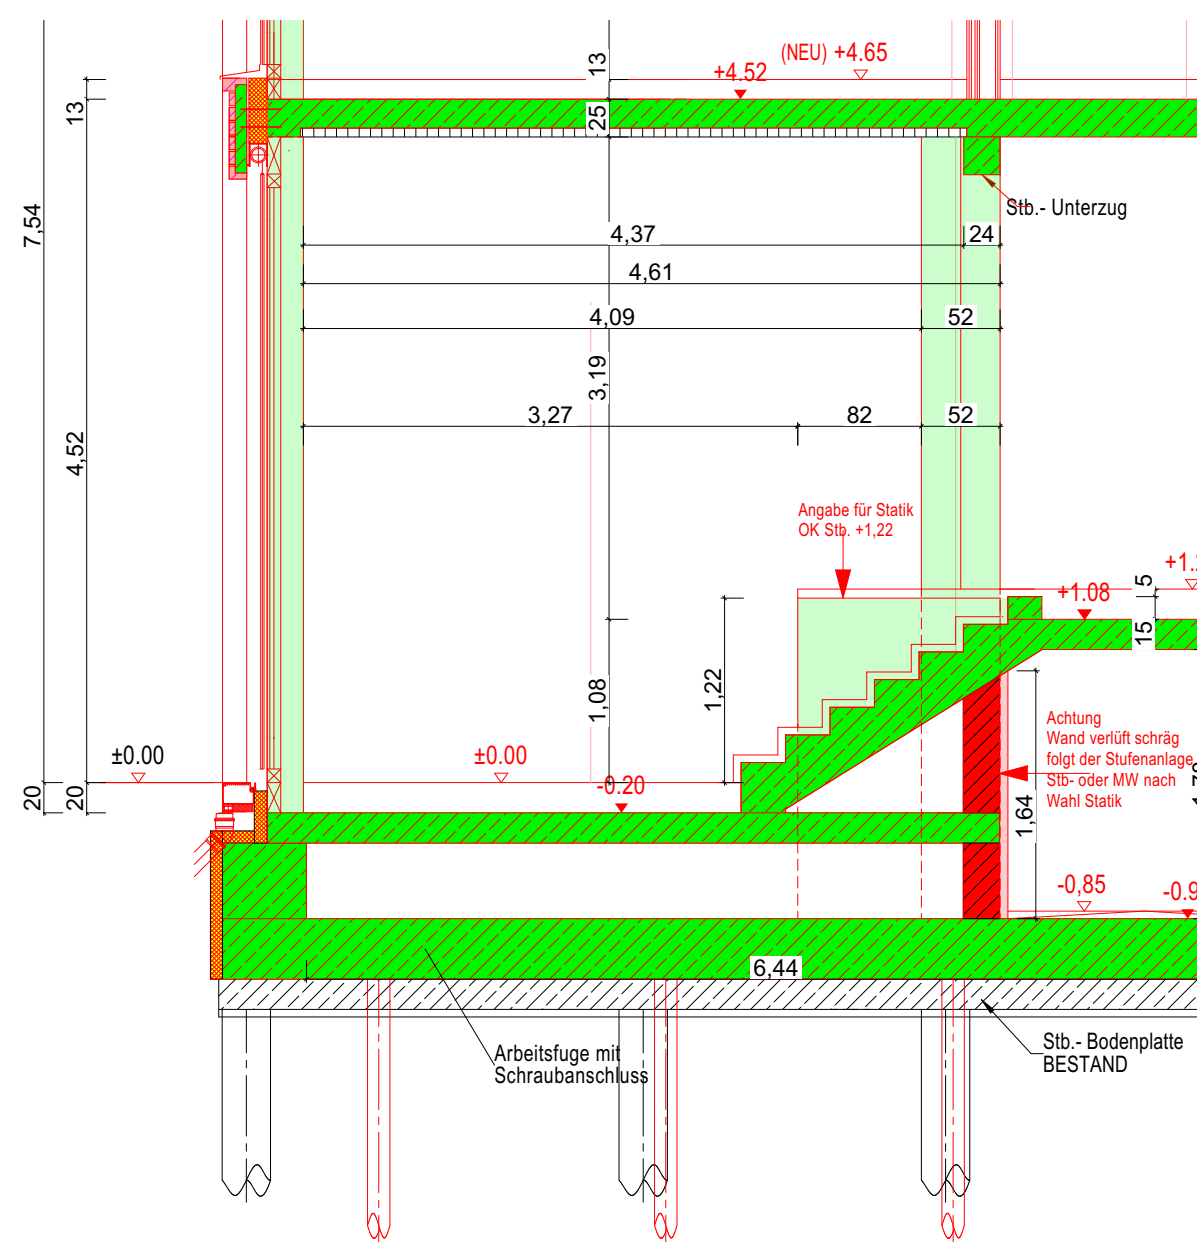 13
(NEU) +4.65
+4.52
13
25
Stb.- Unterzug
7,54
4,37
24
4,61
4,09
52
3,19
3,27
82
52
4,52
Angabe für Statik
OK Stb. +1,22
5
+1.08
15
1,22
1,08
Achtung
Wand verlüft schräg
folgt der Stufenanlage
Stb- oder MW nach
Wahl Statik
±0.00
±0.00
-0.20
20
20
1,64
-0,85
6,44
Arbeitsfuge mit
Schraubanschluss
Stb.- Bodenplatte
BESTAND